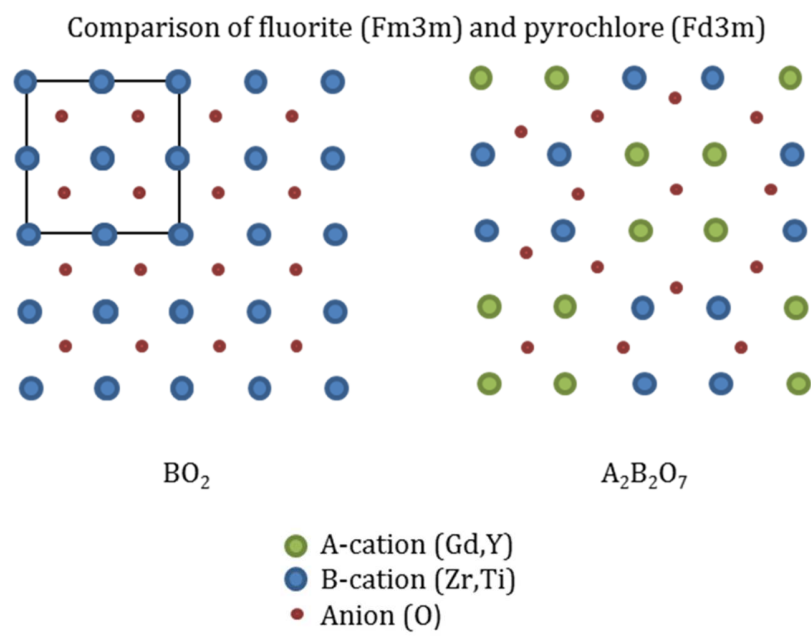 Comparison of fluorite (Fm3m) and pyrochlore (Fd3m)
BO₂
A₂B₂O₇
A-cation (Gd,Y)
B-cation (Zr,Ti)
Anion (O)